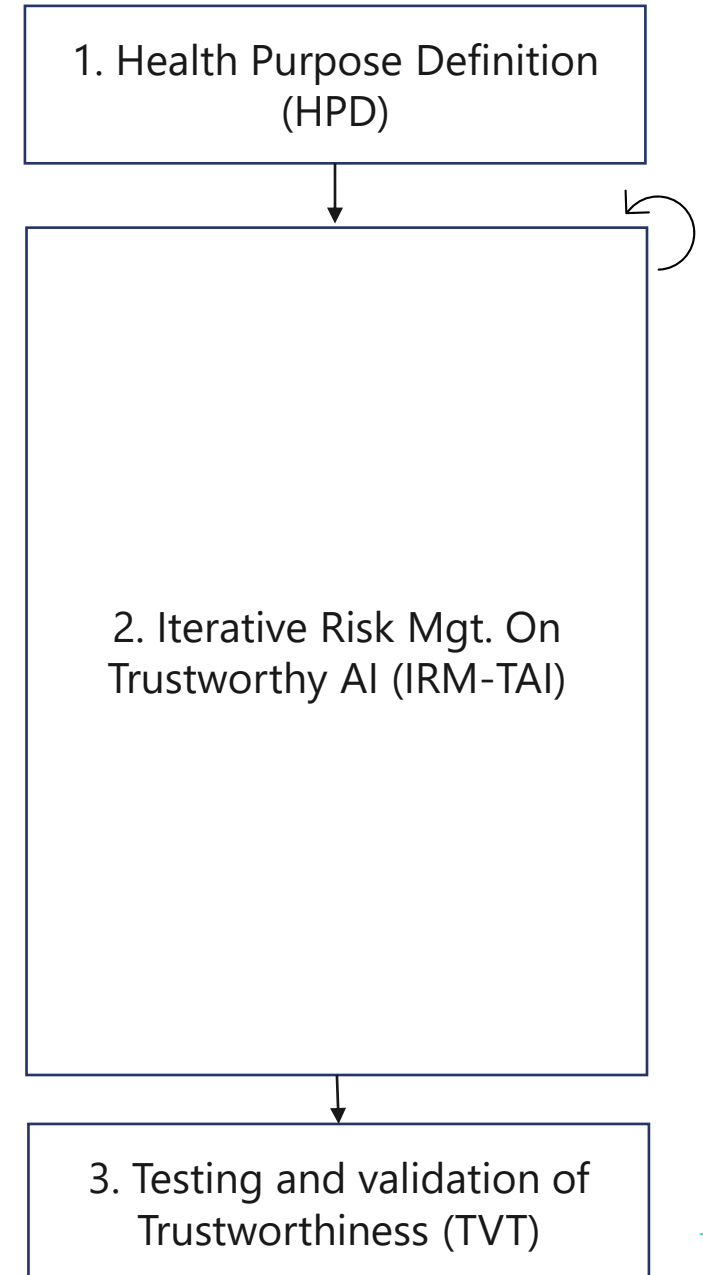 1. Health Purpose Definition
(HPD)
2. Iterative Risk Mgt. On
Trustworthy AI (IRM-TAI)
3. Testing and validation of
Trustworthiness (TVT)